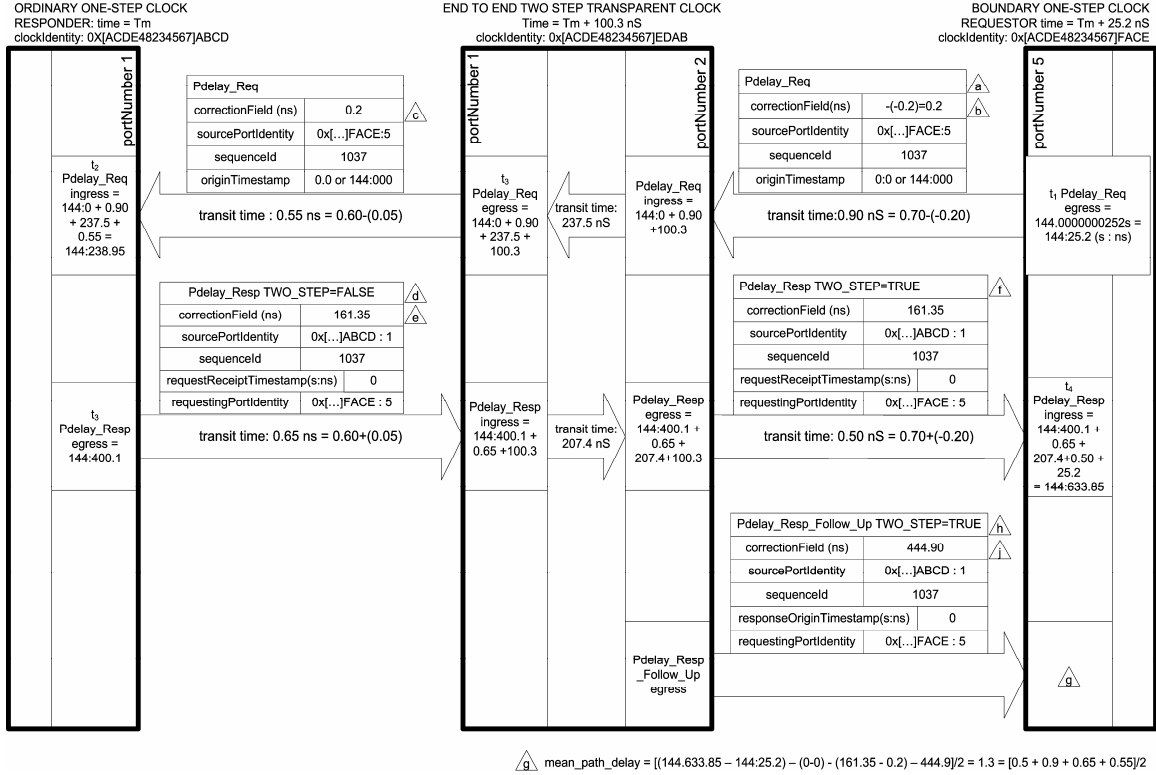 ORDINARY ONE-STEP CLOCK
RESPONDER: time = Tm
clockIdentity: 0X[ACDE48234567]ABCD
END TO END TWO STEP TRANSPARENT CLOCK
Time = Tm + 100.3 nS
clockIdentity: 0x[ACDE48234567]EDAB
BOUNDARY ONE-STEP CLOCK
REQUESTOR time = Tm + 25.2 nS
clockIdentity: 0x[ACDE48234567]FACE
portNumber 1
portNumber 1
portNumber 2
portNumber 5
Pdelay_Req
correctionField (ns) 0.2 c
sourcePortIdentity 0x[...]FACE:5
sequenceId 1037
originTimestamp 0.0 or 144:000
Pdelay_Req a
correctionField(ns) -(-0.2)=0.2 b
sourcePortIdentity 0x[...]FACE:5
sequenceId 1037
originTimestamp 0:0 or 144:000
t2
Pdelay_Req
ingress =
144:0 + 0.90
+ 237.5 +
0.55 =
144:238.95
transit time : 0.55 ns = 0.60-(0.05)
t3
Pdelay_Req
egress =
144:0 + 0.90
+ 237.5 +
100.3
transit time:
237.5 nS
Pdelay_Req
ingress =
144:0 + 0.90
+100.3
transit time:0.90 nS = 0.70-(-0.20)
t1 Pdelay_Req
egress =
144.0000000252s =
144:25.2 (s : ns)
Pdelay_Resp TWO_STEP=FALSE d
correctionField (ns) 161.35 e
sourcePortIdentity 0x[...]ABCD : 1
sequenceId 1037
requestReceiptTimestamp(s:ns) 0
requestingPortIdentity 0x[...]FACE : 5
Pdelay_Resp TWO_STEP=TRUE f
correctionField (ns) 161.35
sourcePortIdentity 0x[...]ABCD : 1
sequenceId 1037
requestReceiptTimestamp(s:ns) 0
requestingPortIdentity 0x[...]FACE : 5
t3
Pdelay_Resp
egress =
144:400.1
transit time: 0.65 ns = 0.60+(0.05)
Pdelay_Resp
ingress =
144:400.1 +
0.65 +100.3
transit time:
207.4 nS
Pdelay_Resp
egress =
144:400.1 +
0.65 +
207.4+100.3
transit time: 0.50 nS = 0.70+(-0.20)
t4
Pdelay_Resp
ingress =
144:400.1 +
0.65 +
207.4+0.50 +
25.2
= 144:633.85
Pdelay_Resp_Follow_Up TWO_STEP=TRUE h
correctionField (ns) 444.90 j
sourcePortIdentity 0x[...]ABCD : 1
sequenceId 1037
responseOriginTimestamp(s:ns) 0
requestingPortIdentity 0x[...]FACE : 5
Pdelay_Resp
_Follow_Up
egress
g
g mean_path_delay = [(144.633.85 – 144:25.2) – (0-0) - (161.35 - 0.2) – 444.9]/2 = 1.3 = [0.5 + 0.9 + 0.65 + 0.55]/2